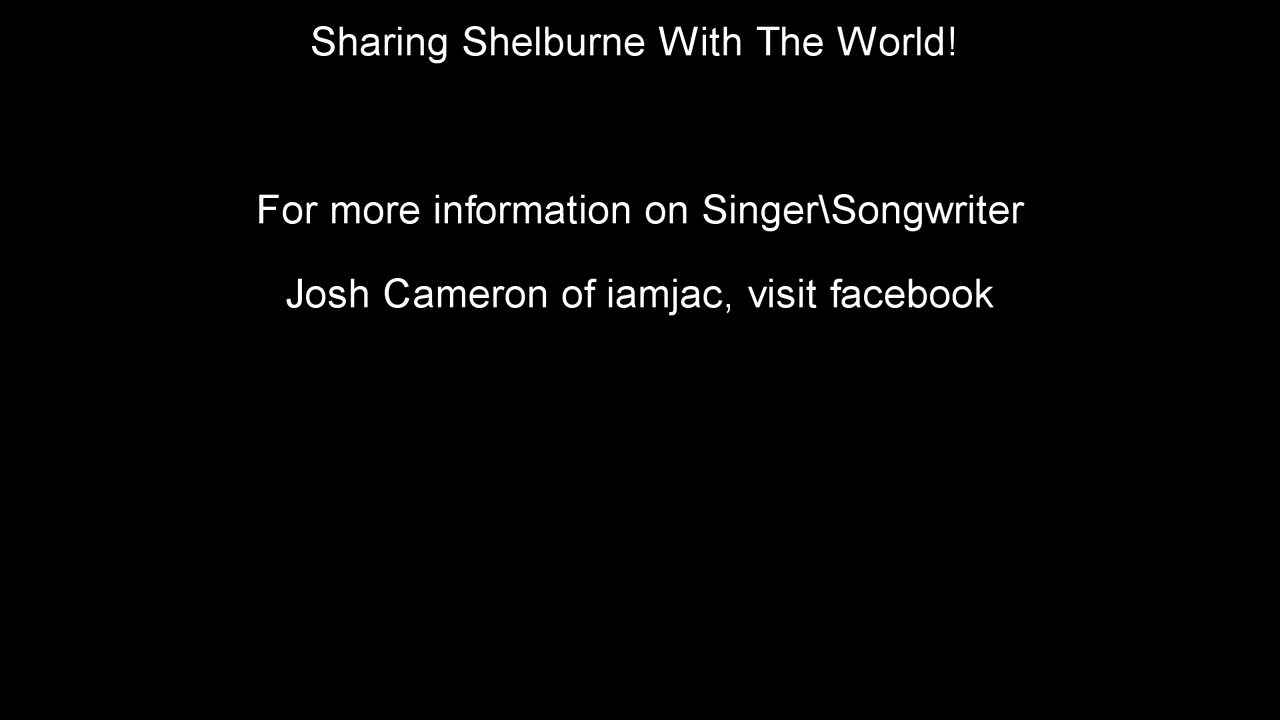 Sharing Shelburne With The World!
For more information on Singer\Songwriter
Josh Cameron of iamjac, visit facebook